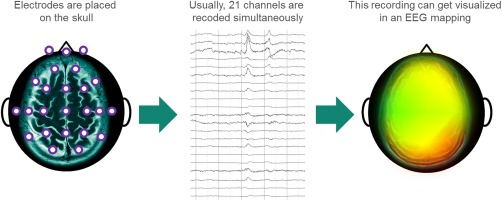 Electrodes are placed
on the skull
Usually, 21 channels are
recoded simultaneously
This recording can get visualized
in an EEG mapping